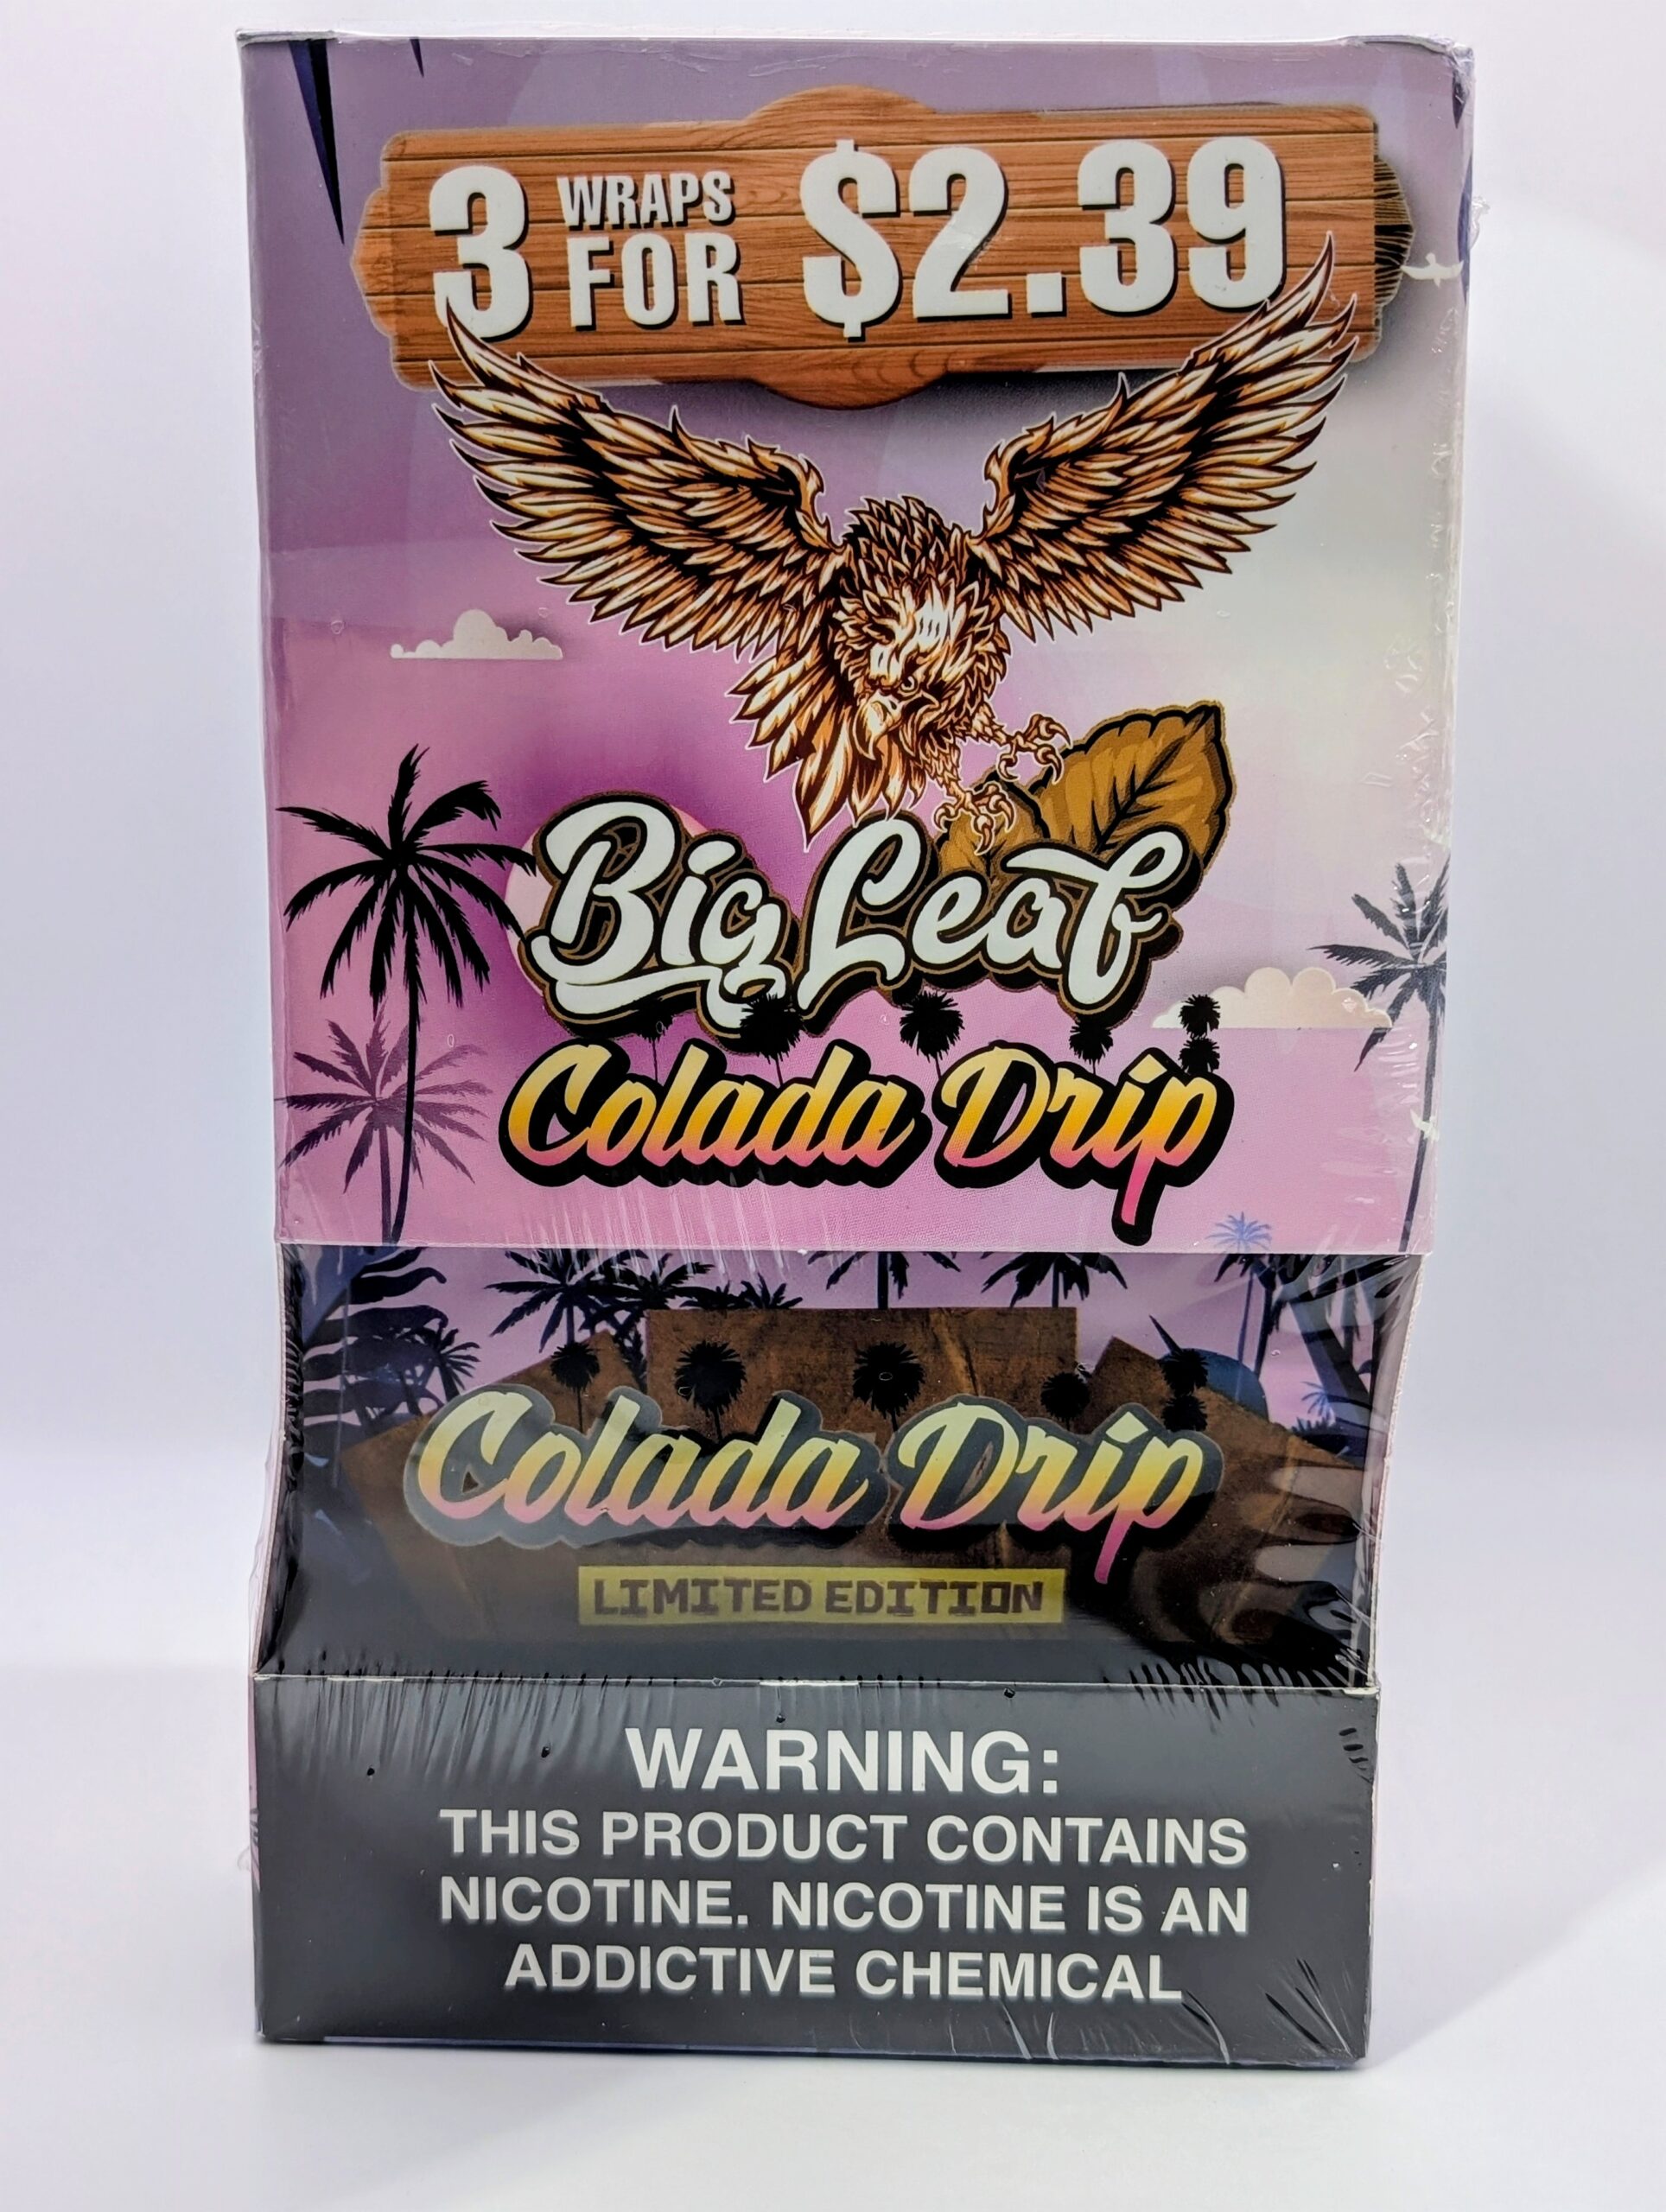 3 WRAPS FOR $2.39
Big Leaf
Colada Drip
Colada Drip
LIMITED EDITION
WARNING:
THIS PRODUCT CONTAINS
NICOTINE. NICOTINE IS AN
ADDICTIVE CHEMICAL